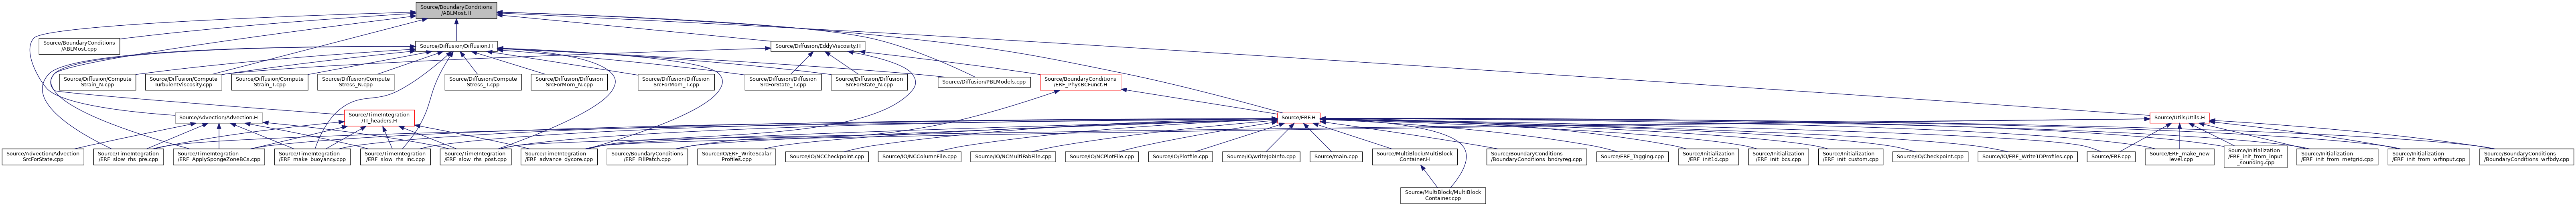 Source/BoundaryConditions
/ABLMost.H
Source/BoundaryConditions
/ABLMost.cpp
Source/Diffusion/Diffusion.H
Source/Diffusion/EddyViscosity.H
Source/Diffusion/Compute
Strain_N.cpp
Source/Diffusion/Compute
TurbulentViscosity.cpp
Source/Diffusion/Compute
Strain_T.cpp
Source/Diffusion/Compute
Stress_N.cpp
Source/Diffusion/Compute
Stress_T.cpp
Source/Diffusion/Diffusion
SrcForMom_N.cpp
Source/Diffusion/Diffusion
SrcForMom_T.cpp
Source/Diffusion/Diffusion
SrcForState_T.cpp
Source/Diffusion/Diffusion
SrcForState_N.cpp
Source/Diffusion/PBLModels.cpp
Source/BoundaryConditions
/ERF_PhysBCFunct.H
Source/Advection/Advection.H
Source/TimeIntegration
/TI_headers.H
Source/ERF.H
Source/Utils/Utils.H
Source/Advection/Advection
SrcForState.cpp
Source/TimeIntegration
/ERF_slow_rhs_pre.cpp
Source/TimeIntegration
/ERF_ApplySpongeZoneBCs.cpp
Source/TimeIntegration
/ERF_make_buoyancy.cpp
Source/TimeIntegration
/ERF_slow_rhs_inc.cpp
Source/TimeIntegration
/ERF_slow_rhs_post.cpp
Source/TimeIntegration
/ERF_advance_dycore.cpp
Source/BoundaryConditions
/ERF_FillPatch.cpp
Source/IO/ERF_WriteScalar
Profiles.cpp
Source/IO/NCCheckpoint.cpp
Source/IO/NCColumnFile.cpp
Source/IO/NCMultiFabFile.cpp
Source/IO/NCPlotFile.cpp
Source/IO/Plotfile.cpp
Source/IO/writeJobInfo.cpp
Source/main.cpp
Source/MultiBlock/MultiBlock
Container.H
Source/BoundaryConditions
/BoundaryConditions_bndryreg.cpp
Source/ERF_Tagging.cpp
Source/Initialization
/ERF_init1d.cpp
Source/Initialization
/ERF_init_bcs.cpp
Source/Initialization
/ERF_init_custom.cpp
Source/IO/Checkpoint.cpp
Source/IO/ERF_Write1DProfiles.cpp
Source/ERF.cpp
Source/ERF_make_new
_level.cpp
Source/Initialization
/ERF_init_from_input
_sounding.cpp
Source/Initialization
/ERF_init_from_metgrid.cpp
Source/Initialization
/ERF_init_from_wrfinput.cpp
Source/BoundaryConditions
/BoundaryConditions_wrfbdy.cpp
Source/MultiBlock/MultiBlock
Container.cpp